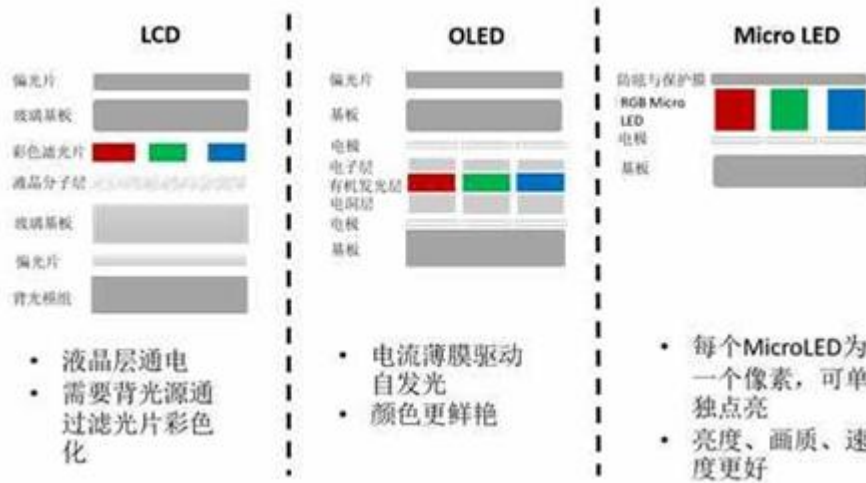 LCD
偏光片
玻璃基板
彩色滤光片
液晶分子层
玻璃基板
偏光片
背光模组
• 液晶层通电
• 需要背光源通
过滤光片彩色
化
OLED
偏光片
基板
电极
电子层
有机发光层
电洞层
电极
基板
• 电流薄膜驱动
自发光
• 颜色更鲜艳
Micro LED
防眩与保护膜
RGB Micro
LED
电极
基板
• 每个MicroLED为
一个像素，可单
独点亮
• 亮度、画质、速
度更好